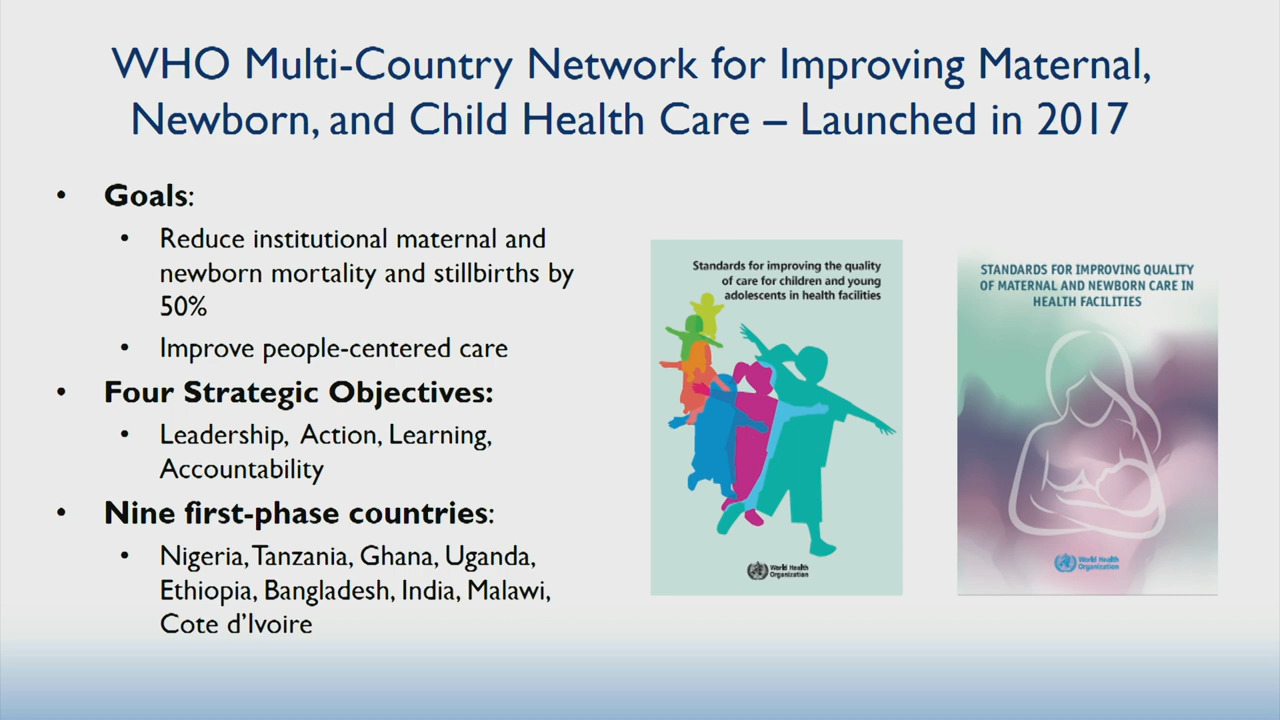 WHO Multi-Country Network for Improving Maternal,
Newborn, and Child Health Care – Launched in 2017
• Goals:
• Reduce institutional maternal and
newborn mortality and stillbirths by
50%
• Improve people-centered care
• Four Strategic Objectives:
• Leadership, Action, Learning,
Accountability
• Nine first-phase countries:
• Nigeria, Tanzania, Ghana, Uganda,
Ethiopia, Bangladesh, India, Malawi,
Cote d’Ivoire
Standards for improving the quality
of care for children and young
adolescents in health facilities
World Health
Organization
STANDARDS FOR IMPROVING QUALITY
OF MATERNAL AND NEWBORN CARE IN
HEALTH FACILITIES
World Health
Organization